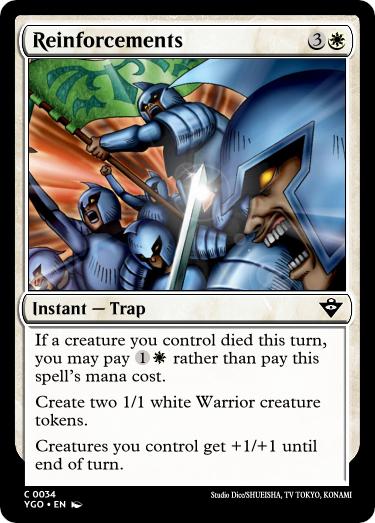 Reinforcements 3
Instant — Trap
If a creature you control died this turn,
you may pay 1 rather than pay this
spell's mana cost.
Create two 1/1 white Warrior creature
tokens.
Creatures you control get +1/+1 until
end of turn.
C 0034
YGO • EN
Studio Dice/SHUEISHA, TV TOKYO, KONAMI